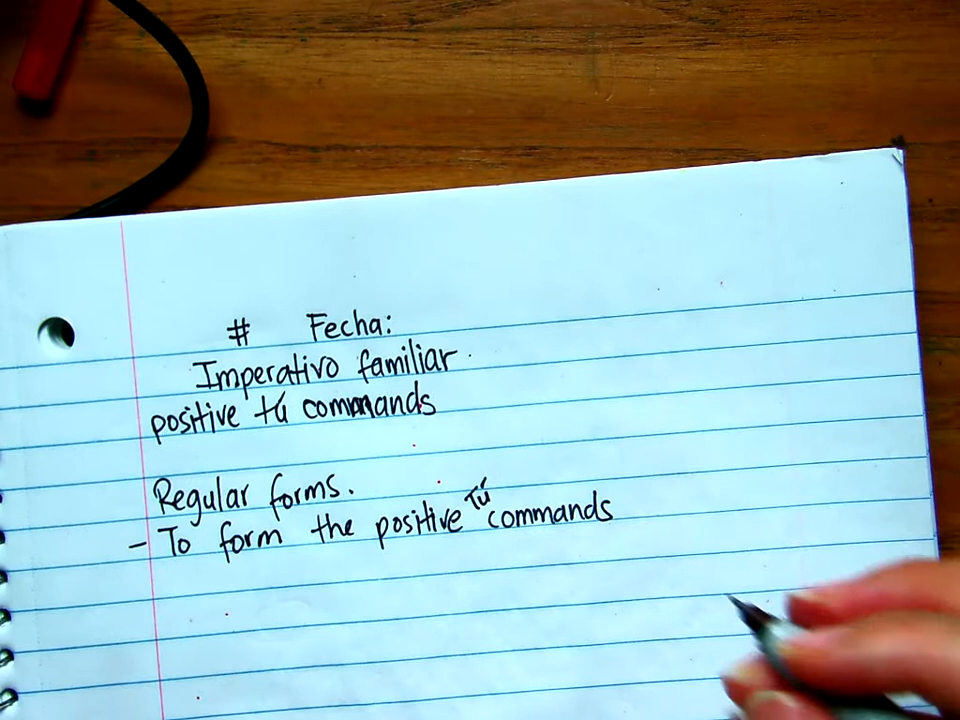 # Fecha:
Imperativo familiar
positive tú commands
Regular forms.
- To form the positive Tú commands